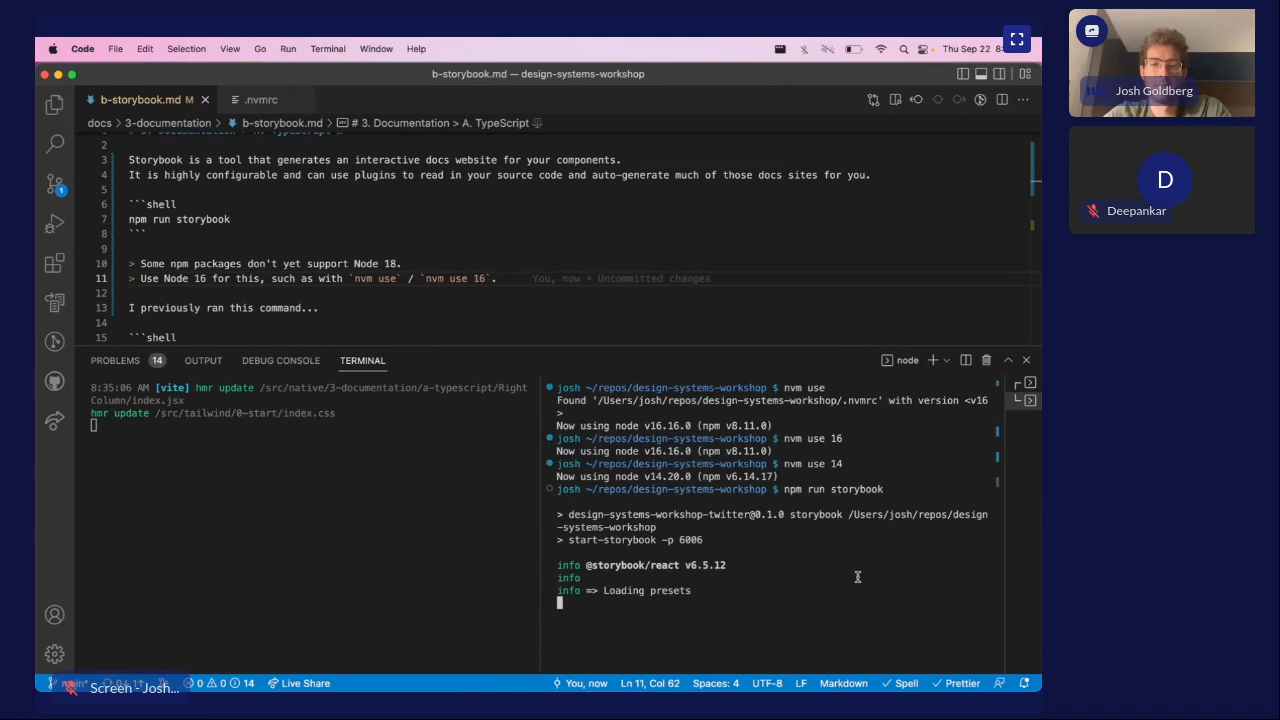 Code File Edit Selection View Go Run Terminal Window Help
Thu Sep 22 8
b-storybook.md — design-systems-workshop
b-storybook.md M
.nvmrc
docs > 3-documentation > b-storybook.md > # 3. Documentation > A. TypeScript
2
3 Storybook is a tool that generates an interactive docs website for your components.
4 It is highly configurable and can use plugins to read in your source code and auto-generate much of those docs sites for you.
5
6 ```shell
7 npm run storybook
8 ```
9
10 > Some npm packages don't yet support Node 18.
11 > Use Node 16 for this, such as with `nvm use` / `nvm use 16`. You, now • Uncommitted changes
12
13 I previously ran this command...
14
15 ```shell
PROBLEMS 14 OUTPUT DEBUG CONSOLE TERMINAL
node
8:35:06 AM [vite] hmr update /src/native/3-documentation/a-typescript/Right
Column/index.jsx
hmr update /src/tailwind/0-start/index.css
josh ~/repos/design-systems-workshop $ nvm use
Found '/Users/josh/repos/design-systems-workshop/.nvmrc' with version <v16
>
Now using node v16.16.0 (npm v8.11.0)
josh ~/repos/design-systems-workshop $ nvm use 16
Now using node v16.16.0 (npm v8.11.0)
josh ~/repos/design-systems-workshop $ nvm use 14
Now using node v14.20.0 (npm v6.14.17)
josh ~/repos/design-systems-workshop $ npm run storybook
> design-systems-workshop-twitter@0.1.0 storybook /Users/josh/repos/design
-systems-workshop
> start-storybook -p 6006
info @storybook/react v6.5.12
info
info => Loading presets
1
0 0 14 Live Share
You, now Ln 11, Col 62 Spaces: 4 UTF-8 LF Markdown Spell Prettier
Screen - Josh...
Josh Goldberg
D
Deepankar